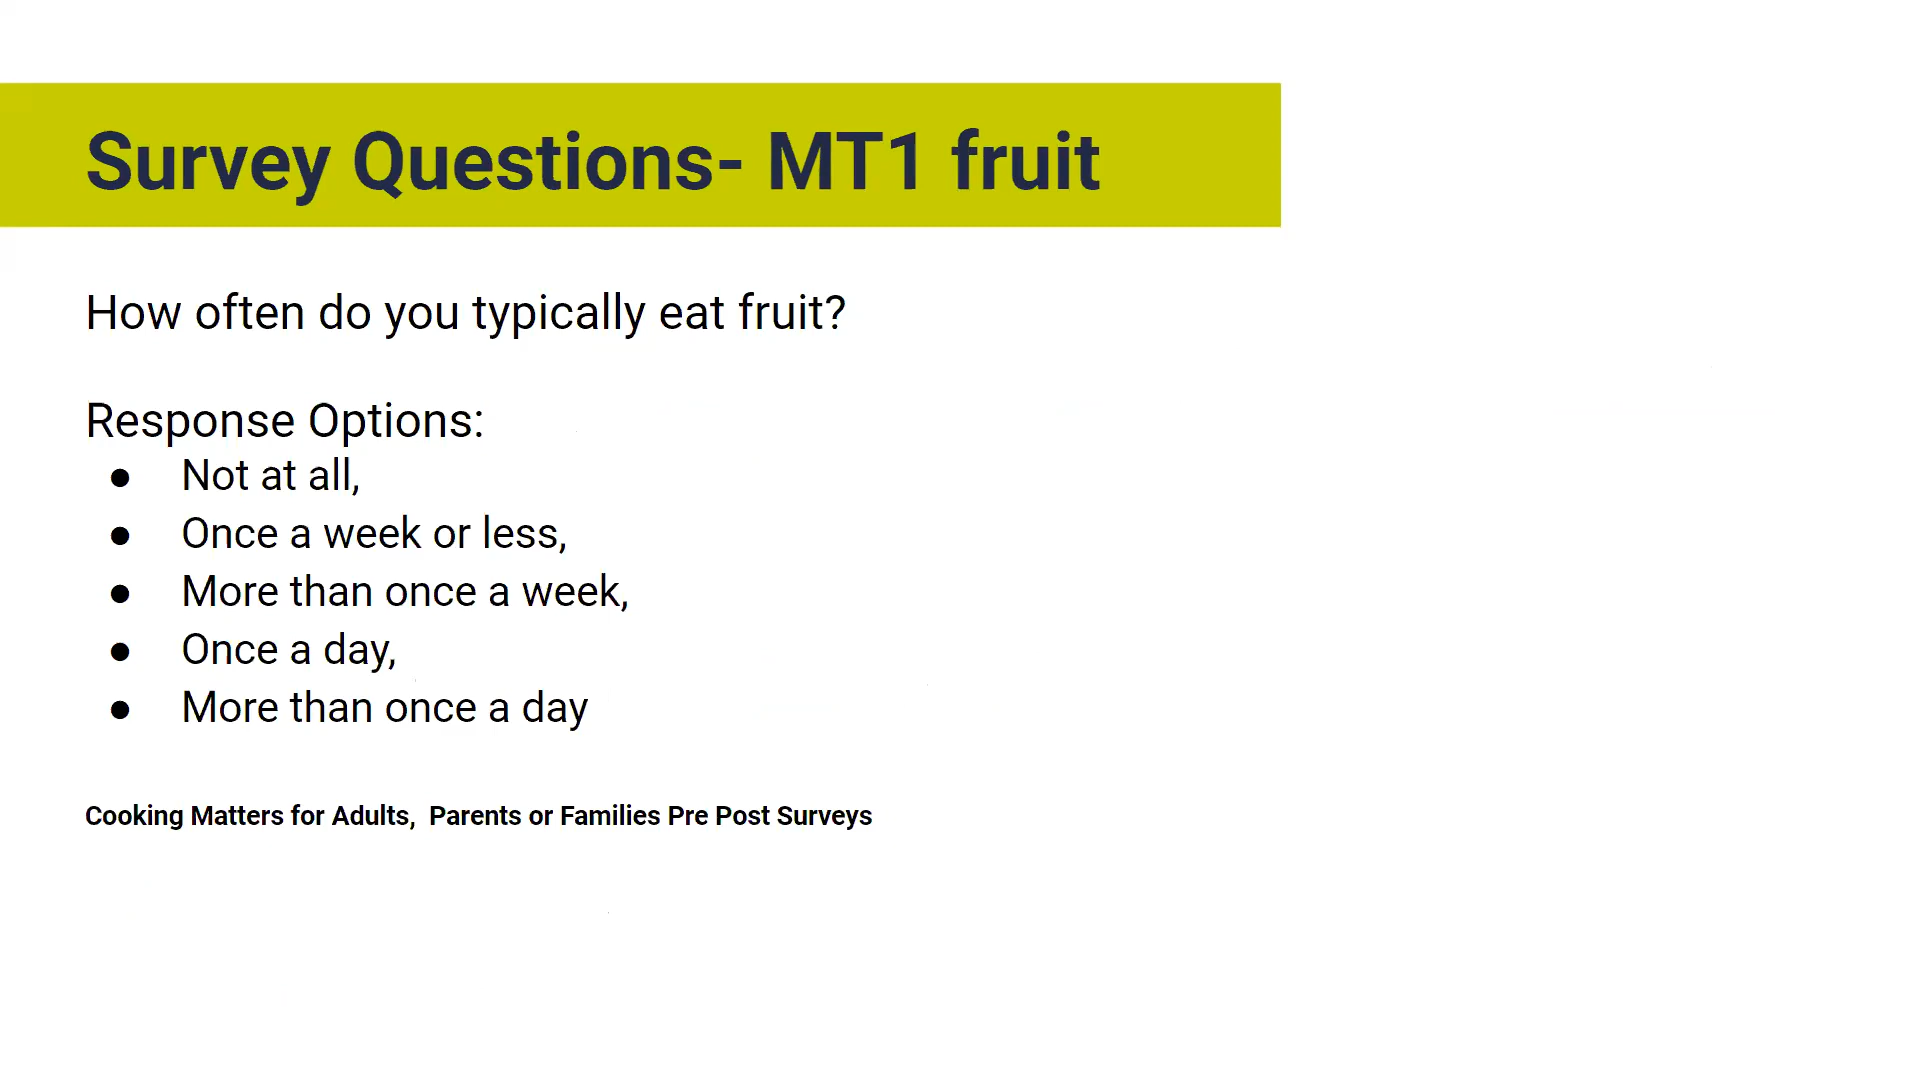 Survey Questions- MT1 fruit
How often do you typically eat fruit?
Response Options:
● Not at all,
● Once a week or less,
● More than once a week,
● Once a day,
● More than once a day
Cooking Matters for Adults,  Parents or Families Pre Post Surveys